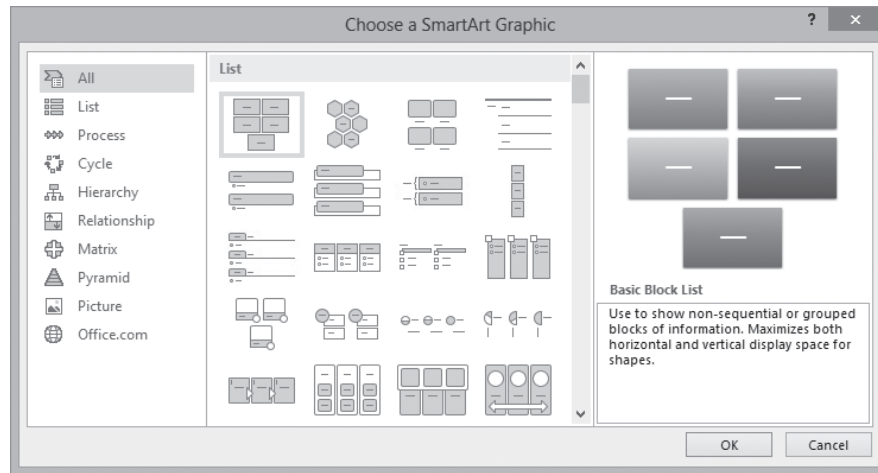 Choose a SmartArt Graphic
?
All
List
Process
Cycle
Hierarchy
Relationship
Matrix
Pyramid
Picture
Office.com
List
Basic Block List
Use to show non-sequential or grouped
blocks of information. Maximizes both
horizontal and vertical display space for
shapes.
OK
Cancel